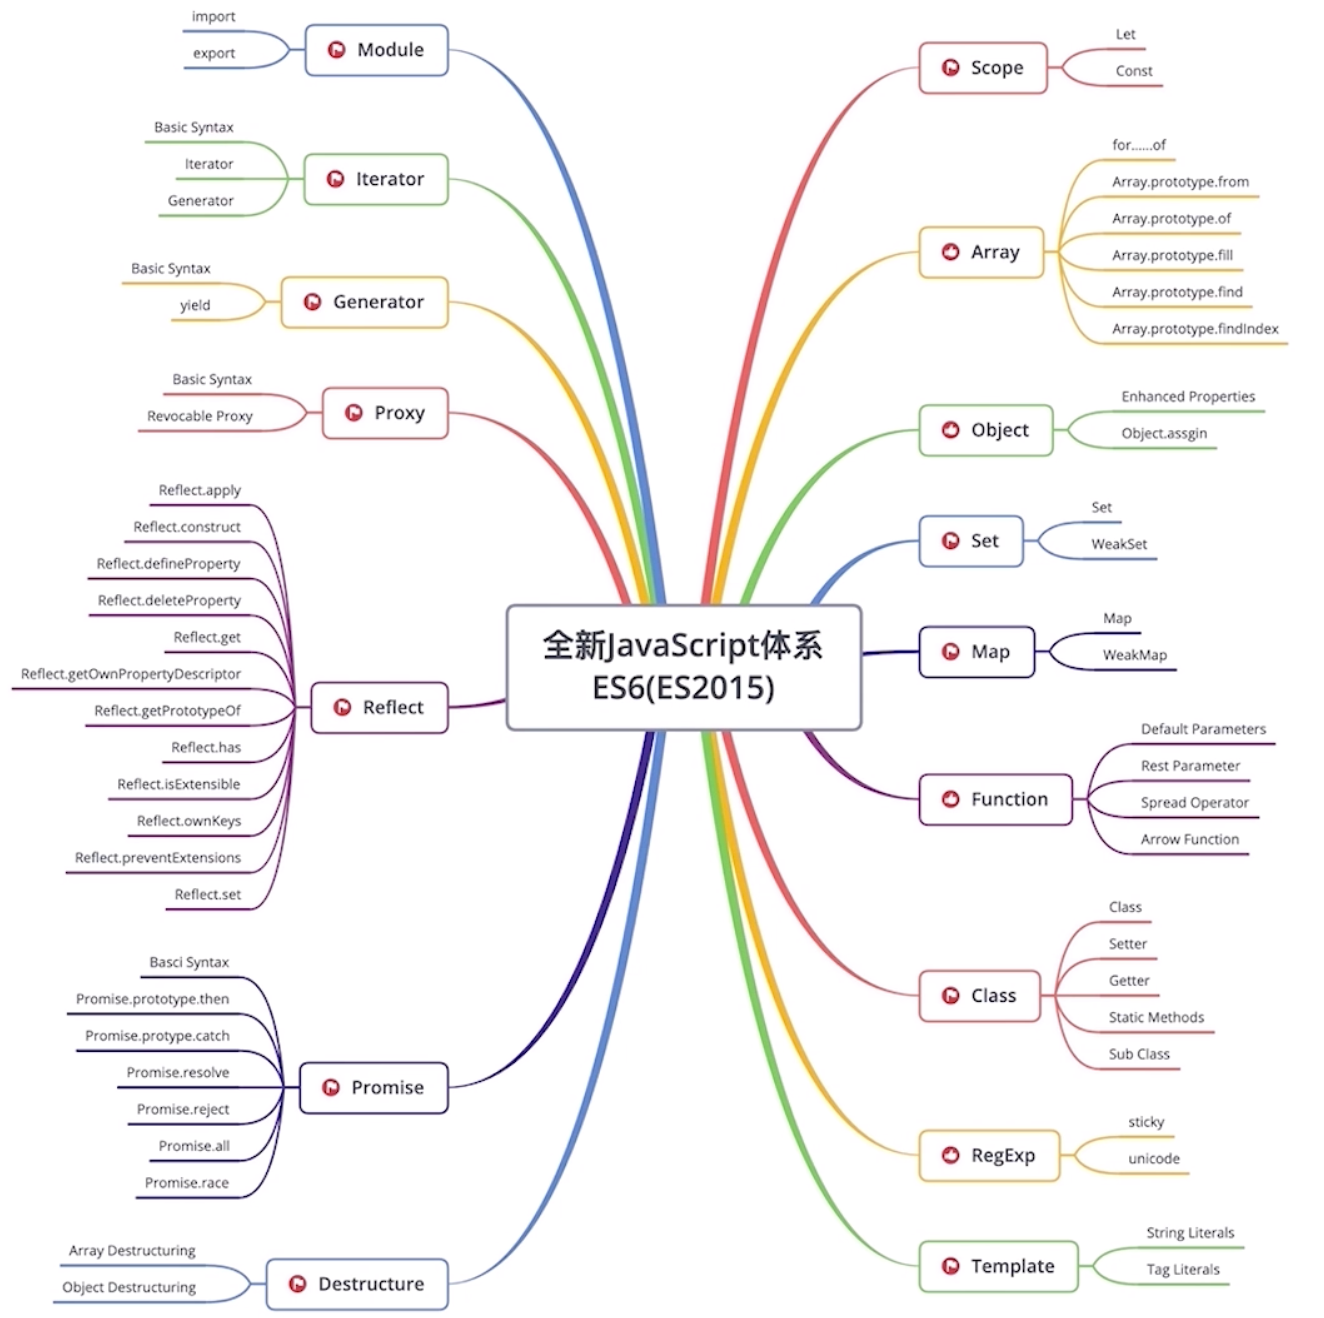 全新JavaScript体系
ES6(ES2015)
Module
import
export
Iterator
Basic Syntax
Iterator
Generator
Generator
Basic Syntax
yield
Proxy
Basic Syntax
Revocable Proxy
Reflect
Reflect.apply
Reflect.construct
Reflect.defineProperty
Reflect.deleteProperty
Reflect.get
Reflect.getOwnPropertyDescriptor
Reflect.getPrototypeOf
Reflect.has
Reflect.isExtensible
Reflect.ownKeys
Reflect.preventExtensions
Reflect.set
Promise
Basci Syntax
Promise.prototype.then
Promise.protype.catch
Promise.resolve
Promise.reject
Promise.all
Promise.race
Destructure
Array Destructuring
Object Destructuring
Scope
Let
Const
Array
for......of
Array.prototype.from
Array.prototype.of
Array.prototype.fill
Array.prototype.find
Array.prototype.findIndex
Object
Enhanced Properties
Object.assgin
Set
Set
WeakSet
Map
Map
WeakMap
Function
Default Parameters
Rest Parameter
Spread Operator
Arrow Function
Class
Class
Setter
Getter
Static Methods
Sub Class
RegExp
sticky
unicode
Template
String Literals
Tag Literals